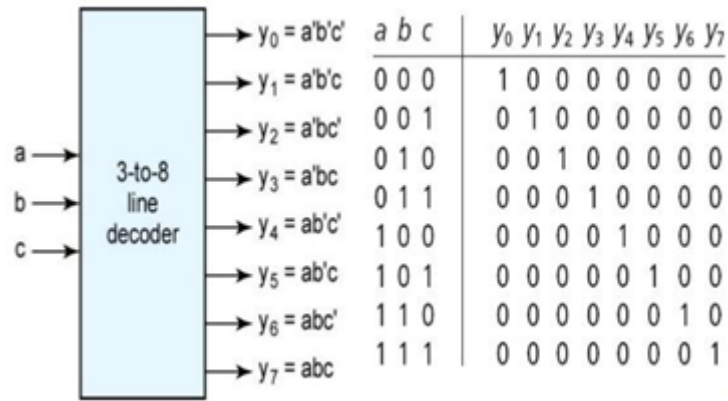 y0 = a'b'c'
y1 = a'b'c
y2 = a'bc'
y3 = a'bc
y4 = ab'c'
y5 = ab'c
y6 = abc'
y7 = abc
a
b
c
3-to-8
line
decoder
a b c y0 y1 y2 y3 y4 y5 y6 y7
0 0 0 1 0 0 0 0 0 0 0
0 0 1 0 1 0 0 0 0 0 0
0 1 0 0 0 1 0 0 0 0 0
0 1 1 0 0 0 1 0 0 0 0
1 0 0 0 0 0 0 1 0 0 0
1 0 1 0 0 0 0 0 1 0 0
1 1 0 0 0 0 0 0 0 1 0
1 1 1 0 0 0 0 0 0 0 1